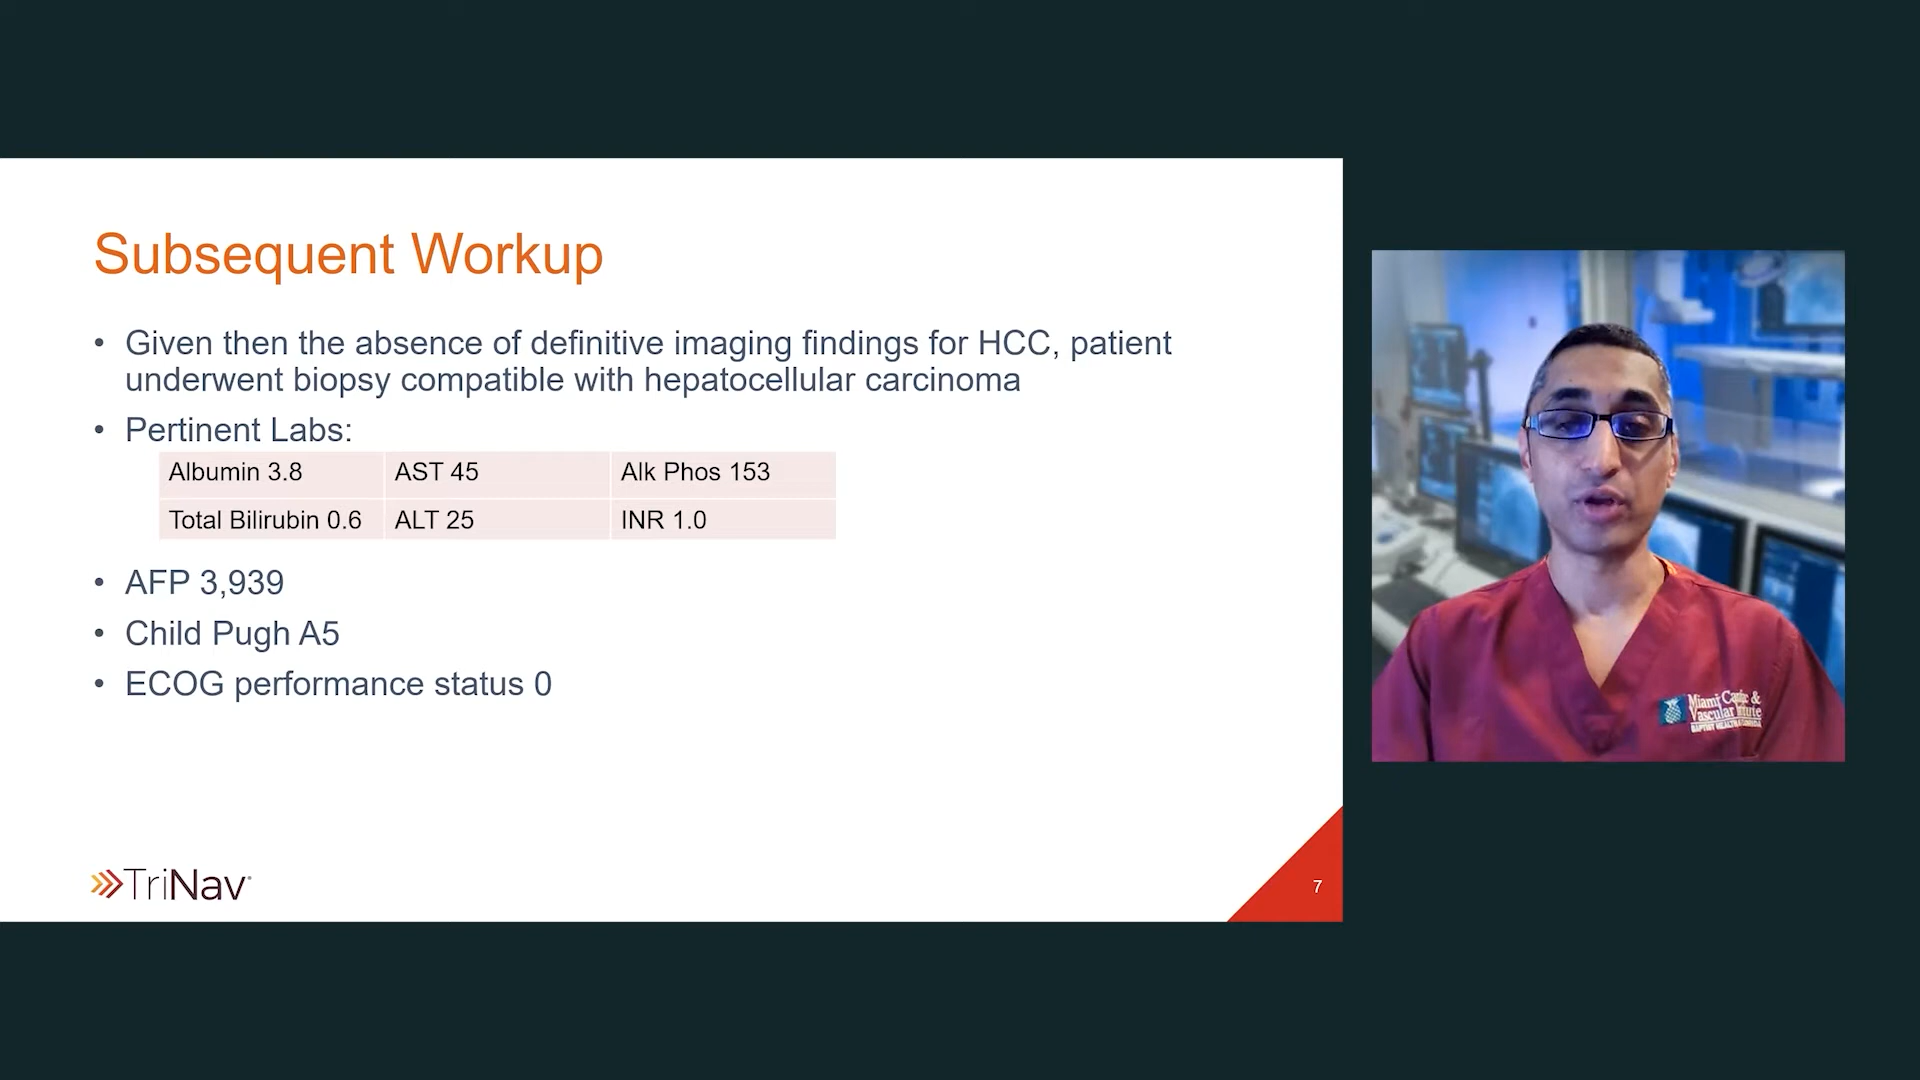 Subsequent Workup
• Given then the absence of definitive imaging findings for HCC, patient
underwent biopsy compatible with hepatocellular carcinoma
• Pertinent Labs:
Albumin 3.8 AST 45 Alk Phos 153
Total Bilirubin 0.6 ALT 25 INR 1.0
• AFP 3,939
• Child Pugh A5
• ECOG performance status 0
TriNav
7
Miami &
Vascular